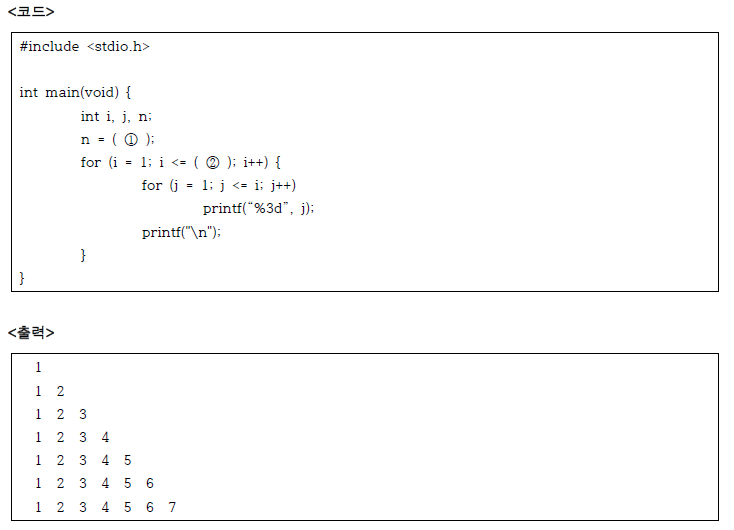 <코드>
#include <stdio.h>
int main(void) {
int i, j, n;
n = ( ① );
for (i = 1; i <= ( ② ); i++) {
for (j = 1; j <= i; j++)
printf(“%3d”, j);
printf("\n");
}
}
<출력>
1
1 2
1 2 3
1 2 3 4
1 2 3 4 5
1 2 3 4 5 6
1 2 3 4 5 6 7